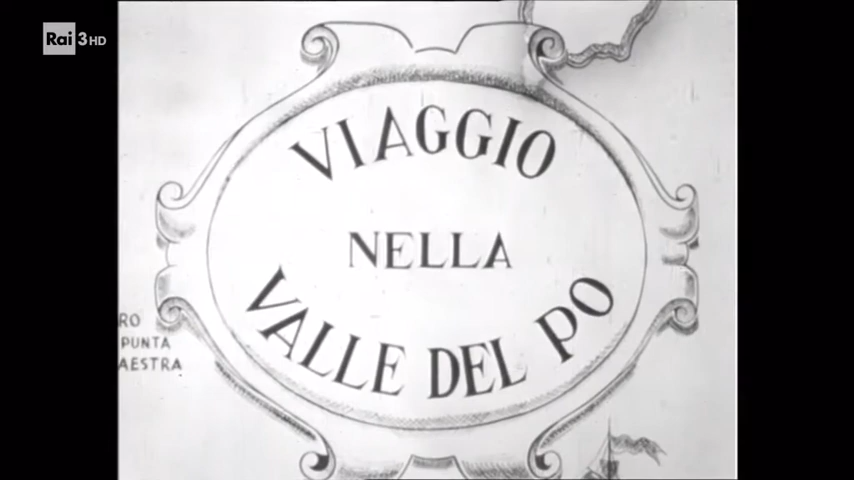 Rai 3HD
VIAGGIO
NELLA
VALLE DEL PO
RO
PUNTA
AESTRA